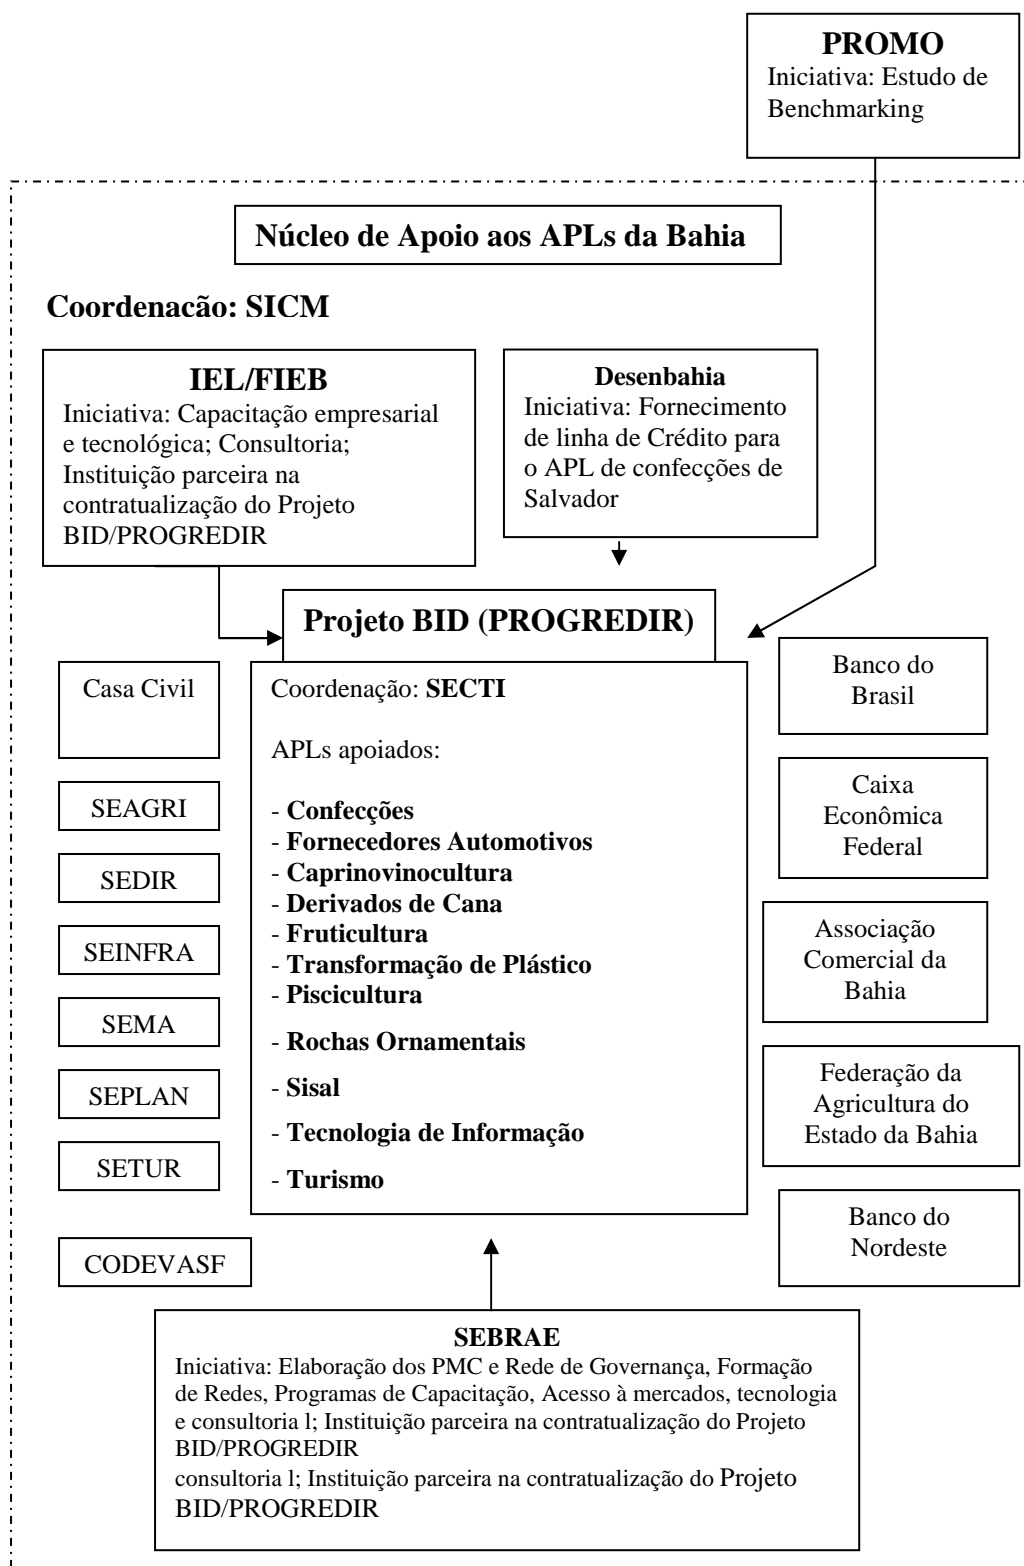 PROMO
Iniciativa: Estudo de
Benchmarking
Núcleo de Apoio aos APLs da Bahia
Coordenacão: SICM
IEL/FIEB
Iniciativa: Capacitação empresarial
e tecnológica; Consultoria;
Instituição parceira na
contratualização do Projeto
BID/PROGREDIR
Desenbahia
Iniciativa: Fornecimento
de linha de Crédito para
o APL de confecções de
Salvador
Projeto BID (PROGREDIR)
Coordenação: SECTI
APLs apoiados:
- Confecções
- Fornecedores Automotivos
- Caprinovinocultura
- Derivados de Cana
- Fruticultura
- Transformação de Plástico
- Piscicultura
- Rochas Ornamentais
- Sisal
- Tecnologia de Informação
- Turismo
Casa Civil
SEAGRI
SEDIR
SEINFRA
SEMA
SEPLAN
SETUR
CODEVASF
Banco do
Brasil
Caixa
Econômica
Federal
Associação
Comercial da
Bahia
Federação da
Agricultura do
Estado da Bahia
Banco do
Nordeste
SEBRAE
Iniciativa: Elaboração dos PMC e Rede de Governança, Formação
de Redes, Programas de Capacitação, Acesso à mercados, tecnologia
e consultoria l; Instituição parceira na contratualização do Projeto
BID/PROGREDIR
consultoria l; Instituição parceira na contratualização do Projeto
BID/PROGREDIR